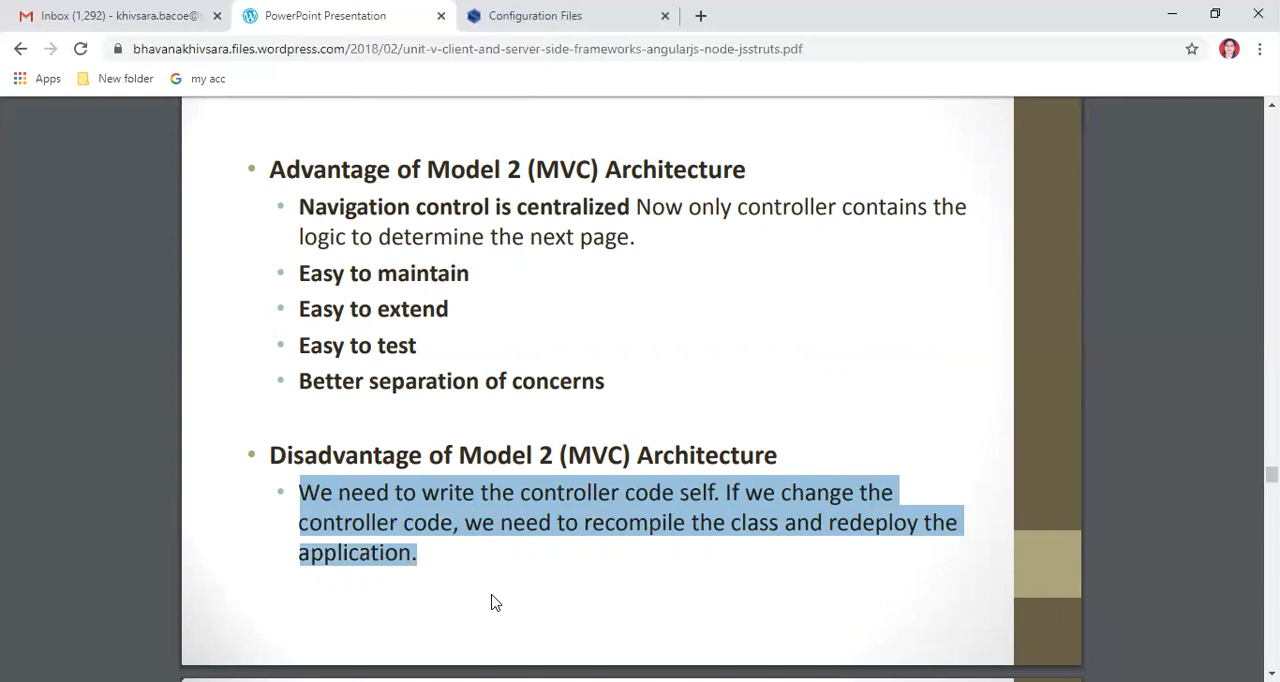 Inbox (1,292) - khivsara.bacoe@
PowerPoint Presentation
Configuration Files
bhavanakhivsara.files.wordpress.com/2018/02/unit-v-client-and-server-side-frameworks-angularjs-node-jsstruts.pdf
Apps
New folder
my acc
• Advantage of Model 2 (MVC) Architecture
• Navigation control is centralized Now only controller contains the
logic to determine the next page.
• Easy to maintain
• Easy to extend
• Easy to test
• Better separation of concerns
• Disadvantage of Model 2 (MVC) Architecture
• We need to write the controller code self. If we change the
controller code, we need to recompile the class and redeploy the
application.